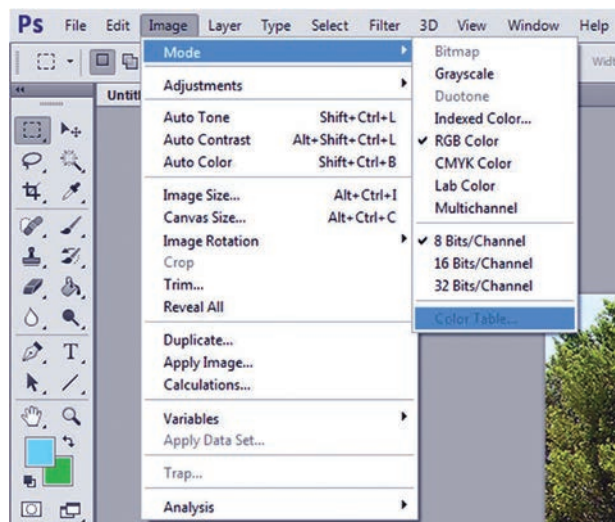 Ps File Edit Image Layer Type Select Filter 3D View Window Help
Mode
Adjustments
Auto Tone Shift+Ctrl+L
Auto Contrast Alt+Shift+Ctrl+L
Auto Color Shift+Ctrl+B
Image Size... Alt+Ctrl+I
Canvas Size... Alt+Ctrl+C
Image Rotation
Crop
Trim...
Reveal All
Duplicate...
Apply Image...
Calculations...
Variables
Apply Data Set...
Trap...
Analysis
Bitmap
Grayscale
Duotone
Indexed Color...
RGB Color
CMYK Color
Lab Color
Multichannel
8 Bits/Channel
16 Bits/Channel
32 Bits/Channel
Color Table...
Untitl
T